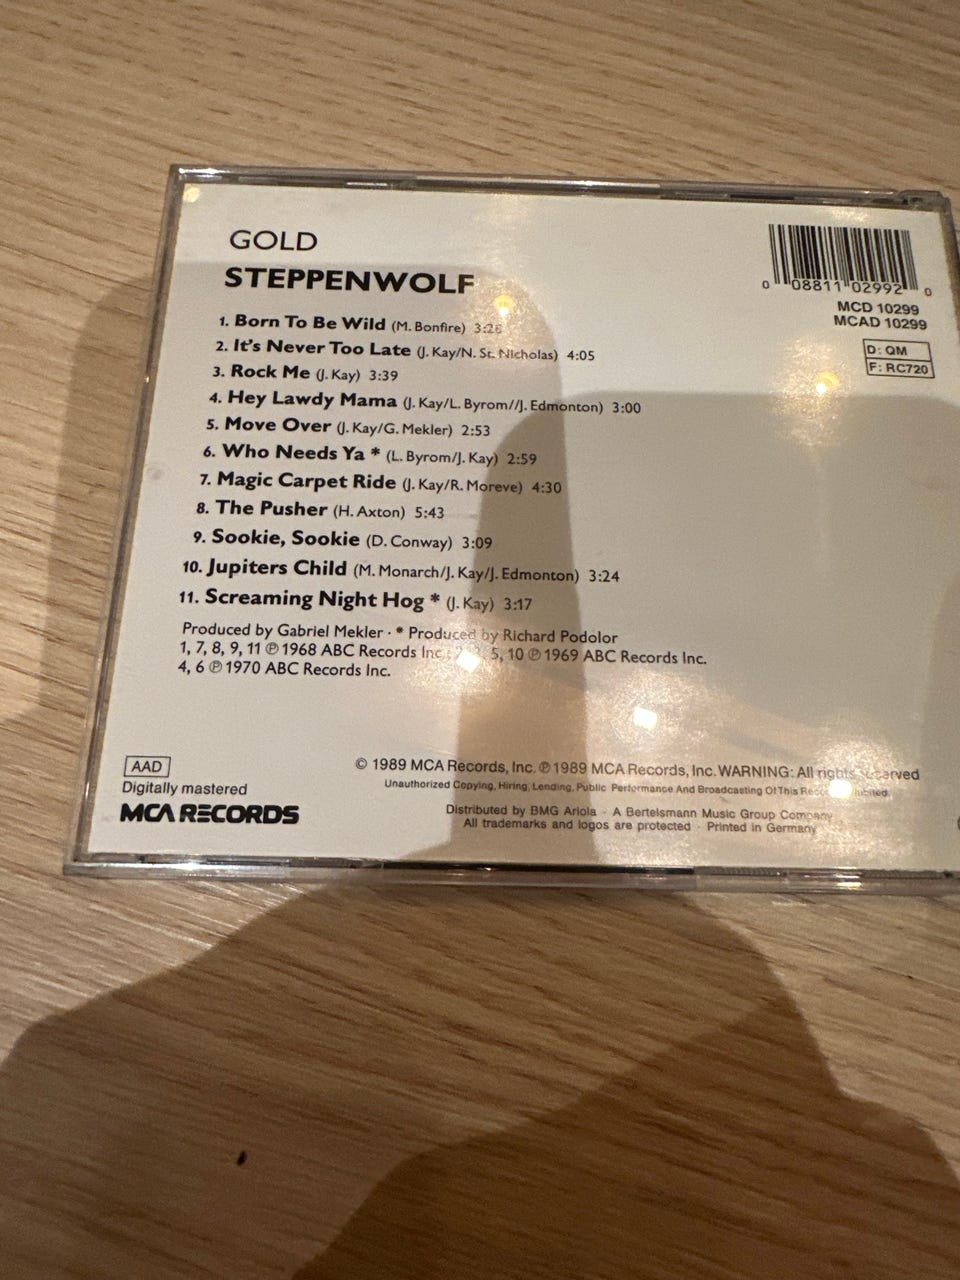 GOLD
STEPPENWOLF
1. Born To Be Wild (M. Bonfire) 3:28
2. It's Never Too Late (J. Kay/N. St. Nicholas) 4:05
3. Rock Me (J. Kay) 3:39
4. Hey Lawdy Mama (J. Kay/L. Byrom//J. Edmonton) 3:00
5. Move Over (J. Kay/G. Mekler) 2:53
6. Who Needs Ya * (L. Byrom/J. Kay) 2:59
7. Magic Carpet Ride (J. Kay/R. Moreve) 4:30
8. The Pusher (H. Axton) 5:43
9. Sookie, Sookie (D. Conway) 3:09
10. Jupiters Child (M. Monarch/J. Kay/J. Edmonton) 3:24
11. Screaming Night Hog * (J. Kay) 3:17
Produced by Gabriel Mekler · * Produced by Richard Podolor
1, 7, 8, 9, 11 ℗ 1968 ABC Records Inc 5, 10 ℗ 1969 ABC Records Inc.
4, 6 ℗ 1970 ABC Records Inc.
0 08811 02992 0
MCD 10299
MCAD 10299
D: QM
F: RC720
AAD
Digitally mastered
MCA RECORDS
© 1989 MCA Records, Inc. ℗ 1989 MCA Records, Inc. WARNING: All rights reserved
Unauthorized Copying, Hiring, Lending, Public Performance And Broadcasting Of This
Distributed by BMG Ariola · A Bertelsmann Music Group Company
All trademarks and logos are protected · Printed in Germany